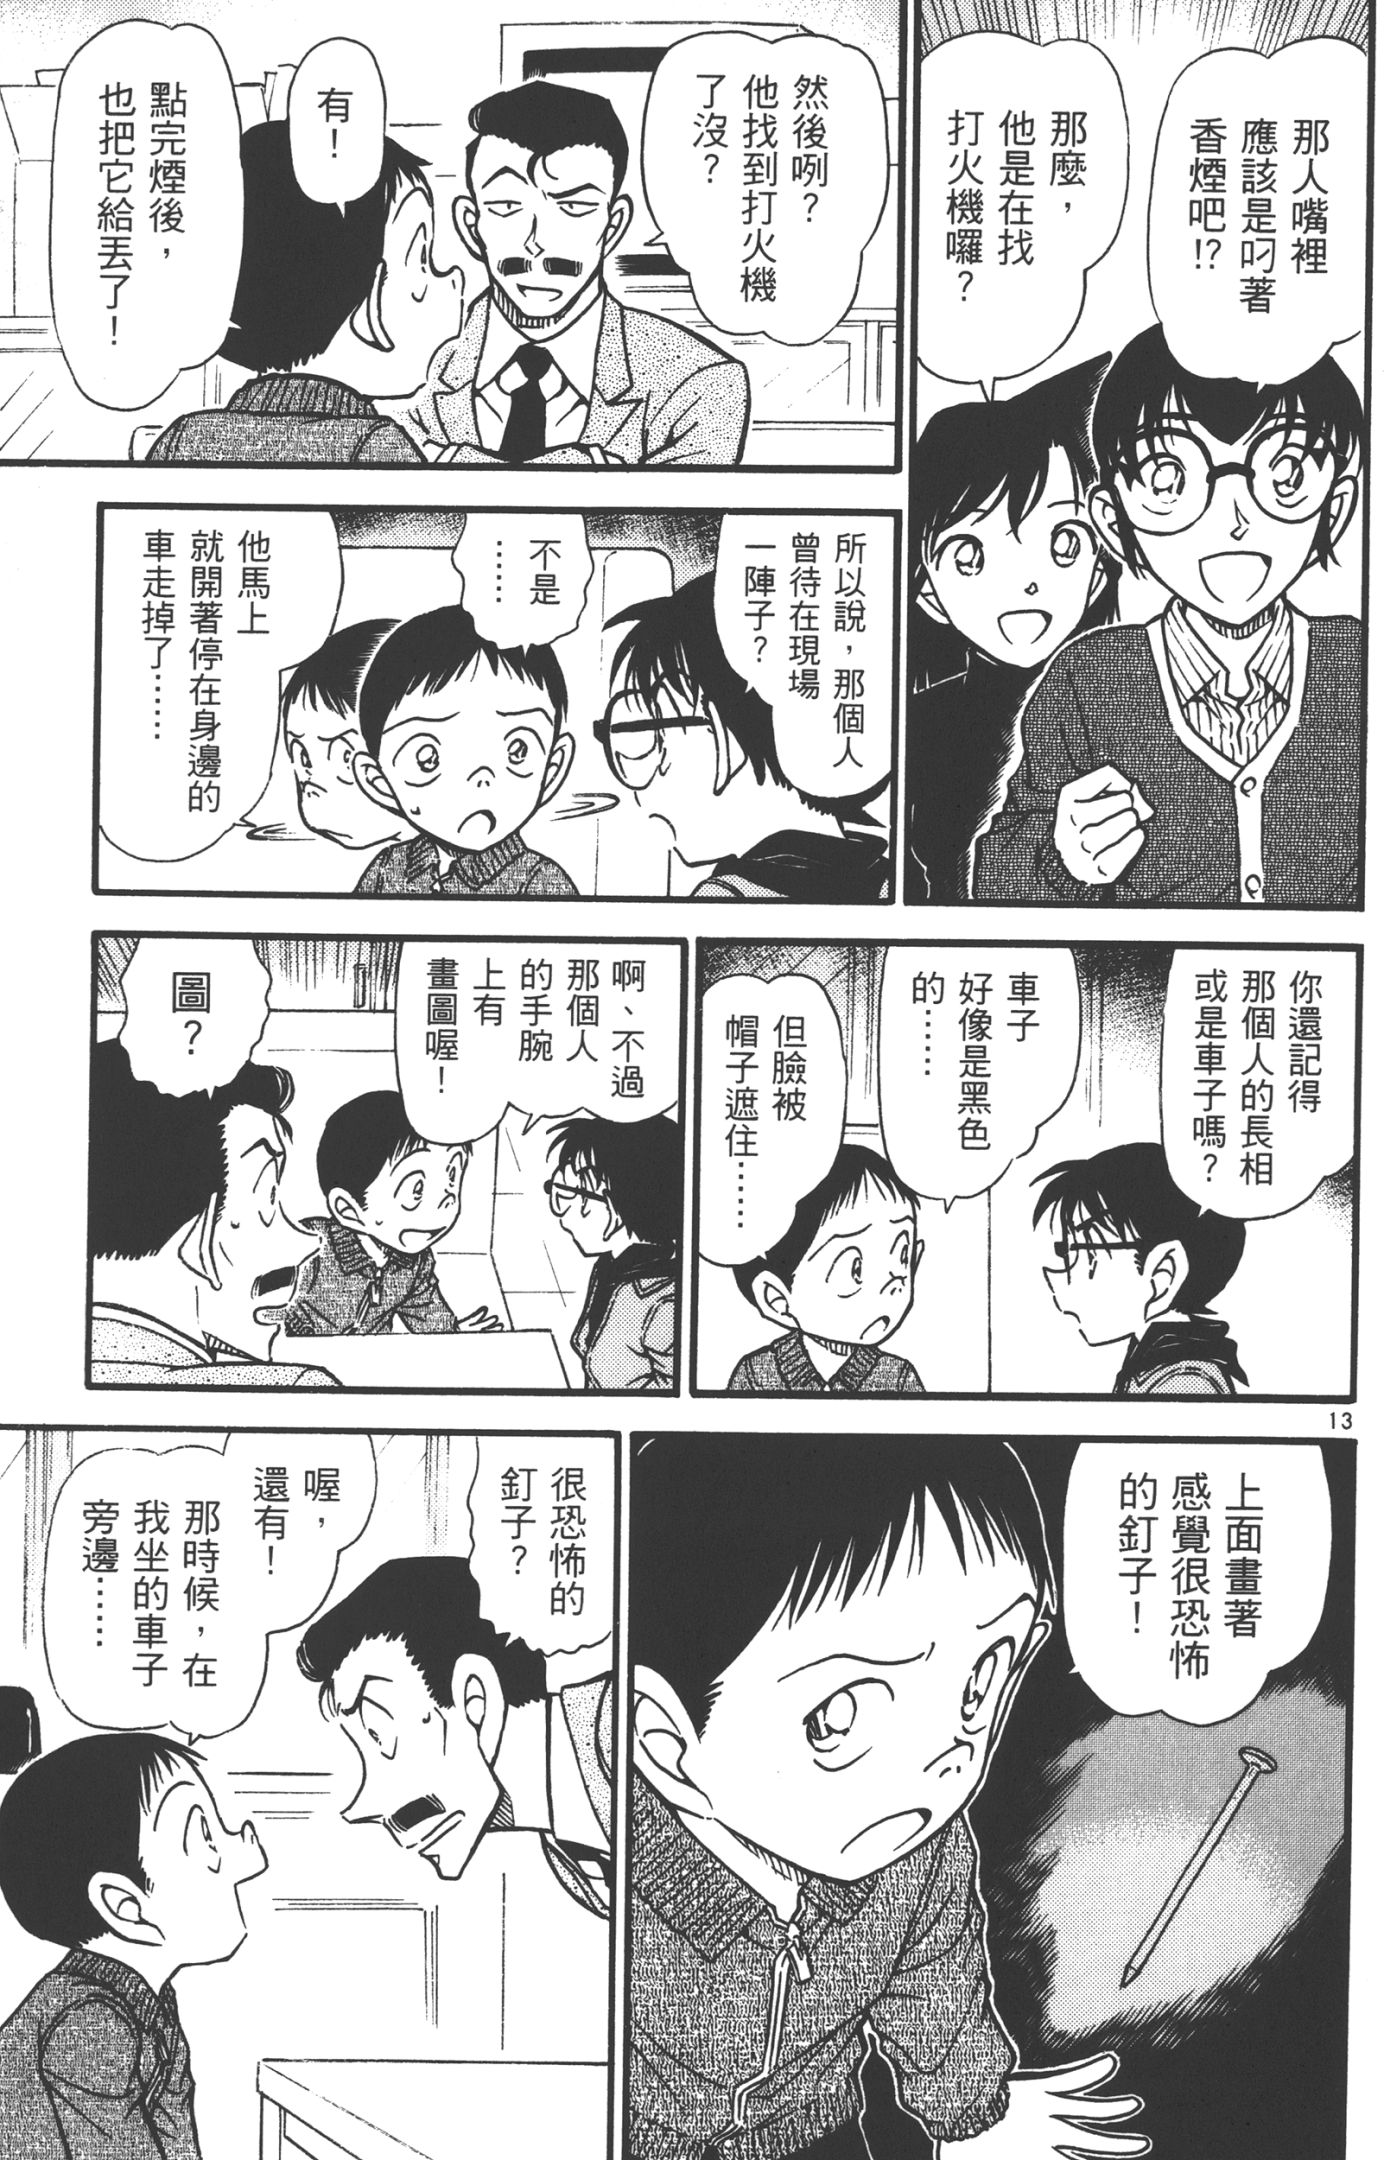 那人嘴裡
應該是叼著
香煙吧!?
那麼，
他是在找
打火機囉？
然後咧？
他找到打火機
了沒？
有！
點完煙後，
也把它給丟了！
所以說，那個人
曾待在現場
一陣子？
不是
……
他馬上
就開著停在身邊的
車走掉了……
你還記得
那個人的長相
或是車子嗎？
車子
好像是黑色
的……
但臉被
帽子遮住……
啊、不過
那個人
的手腕
上有
畫圖喔！
圖？
13
上面畫著
感覺很恐怖
的釘子！
很恐怖的
釘子？
喔，
還有！
那時候，在
我坐的車子
旁邊……